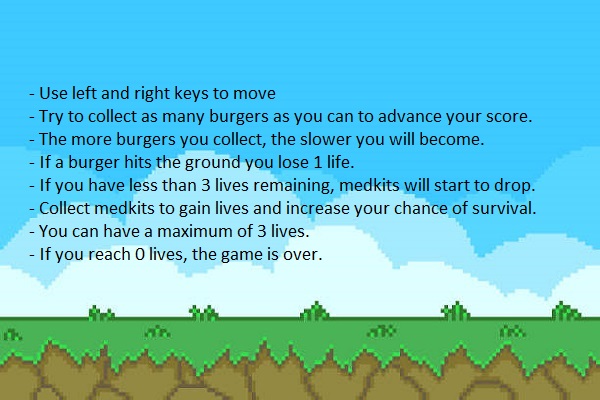 - Use left and right keys to move
- Try to collect as many burgers as you can to advance your score.
- The more burgers you collect, the slower you will become.
- If a burger hits the ground you lose 1 life.
- If you have less than 3 lives remaining, medkits will start to drop.
- Collect medkits to gain lives and increase your chance of survival.
- You can have a maximum of 3 lives.
- If you reach 0 lives, the game is over.